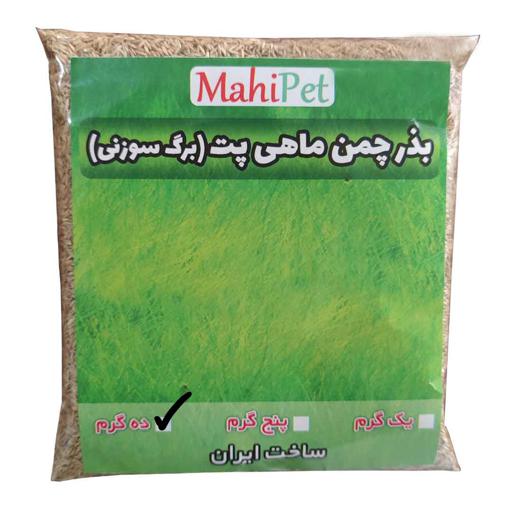 MahiPet
بذر چمن ماهی پت (برگ سوزنی)
یک گرم پنج گرم ده گرم
ساخت ایران